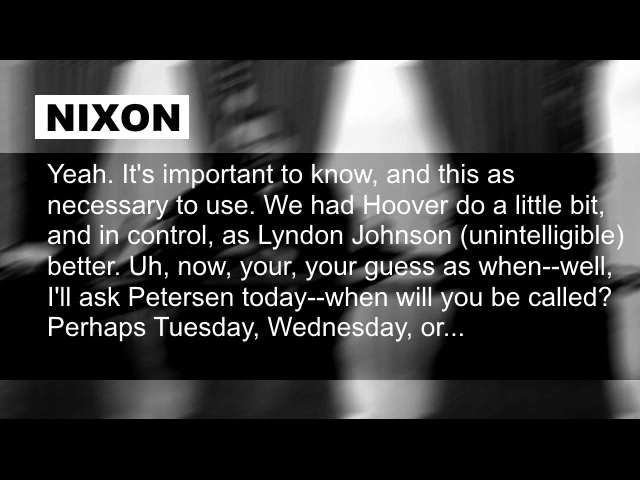 NIXON
Yeah. It's important to know, and this as
necessary to use. We had Hoover do a little bit,
and in control, as Lyndon Johnson (unintelligible)
better. Uh, now, your, your guess as when--well,
I'll ask Petersen today--when will you be called?
Perhaps Tuesday, Wednesday, or...